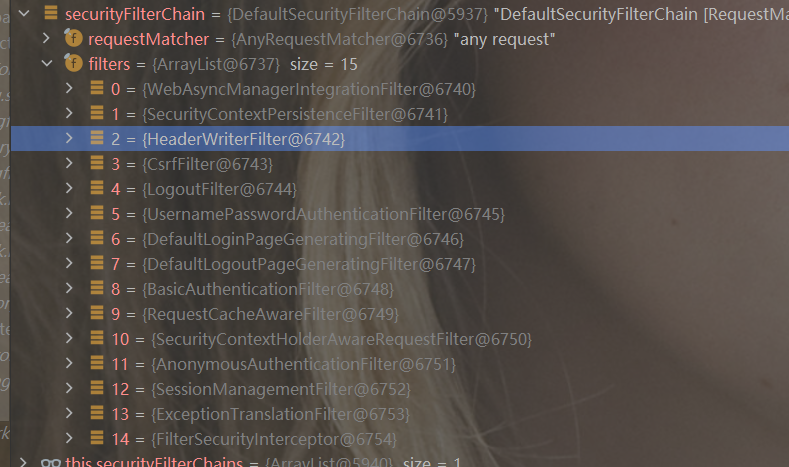 securityFilterChain = {DefaultSecurityFilterChain@5937} "DefaultSecurityFilterChain [RequestMa
requestMatcher = {AnyRequestMatcher@6736} "any request"
filters = {ArrayList@6737} size = 15
0 = {WebAsyncManagerIntegrationFilter@6740}
1 = {SecurityContextPersistenceFilter@6741}
2 = {HeaderWriterFilter@6742}
3 = {CsrfFilter@6743}
4 = {LogoutFilter@6744}
5 = {UsernamePasswordAuthenticationFilter@6745}
6 = {DefaultLoginPageGeneratingFilter@6746}
7 = {DefaultLogoutPageGeneratingFilter@6747}
8 = {BasicAuthenticationFilter@6748}
9 = {RequestCacheAwareFilter@6749}
10 = {SecurityContextHolderAwareRequestFilter@6750}
11 = {AnonymousAuthenticationFilter@6751}
12 = {SessionManagementFilter@6752}
13 = {ExceptionTranslationFilter@6753}
14 = {FilterSecurityInterceptor@6754}
this.securityFilterChains = {ArrayList@5940} size = 1